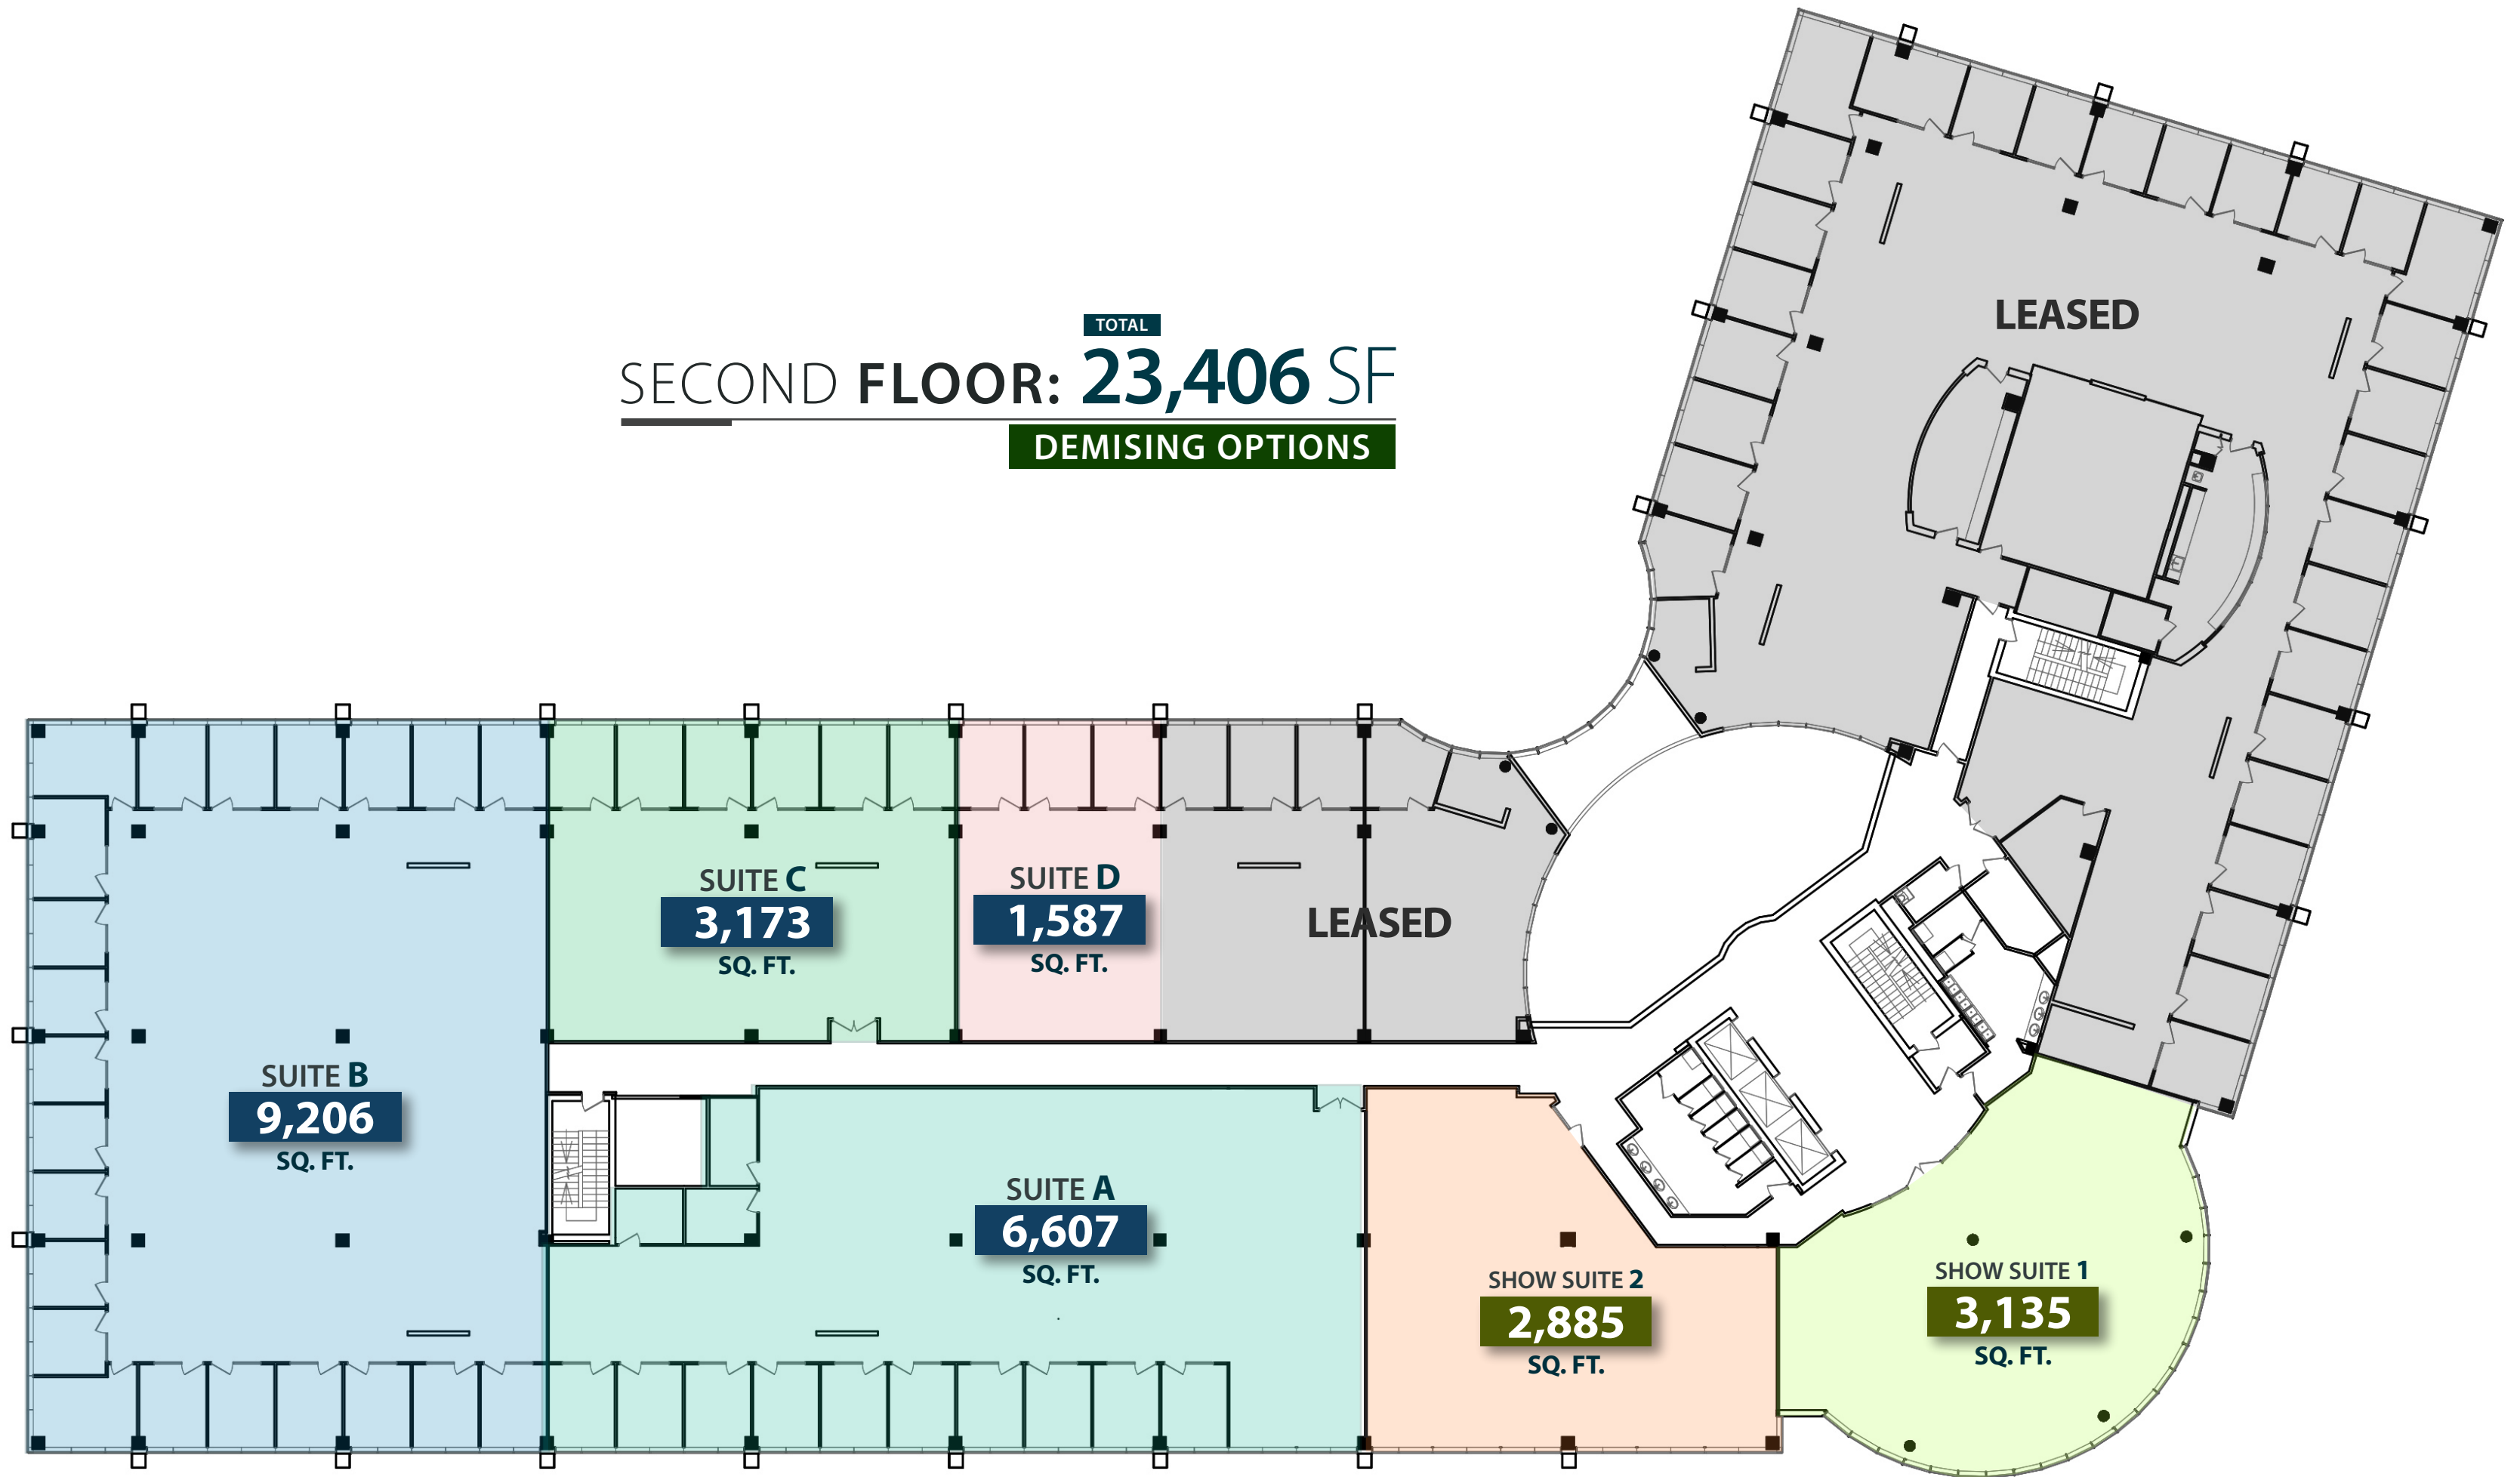 TOTAL
SECOND FLOOR: 23,406 SF
DEMISING OPTIONS
LEASED
SUITE C
3,173
SQ. FT.
SUITE D
1,587
SQ. FT.
LEASED
SUITE B
9,206
SQ. FT.
SUITE A
6,607
SQ. FT.
SHOW SUITE 2
2,885
SQ. FT.
SHOW SUITE 1
3,135
SQ. FT.